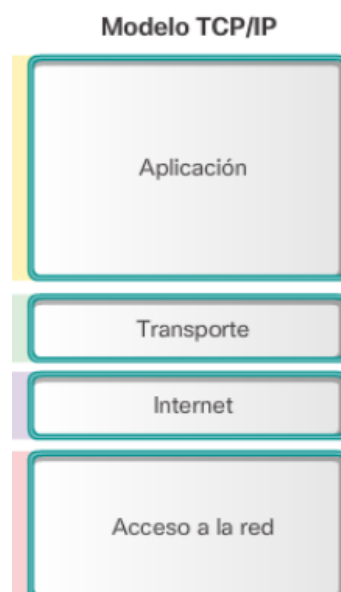 Modelo TCP/IP
Aplicación
Transporte
Internet
Acceso a la red